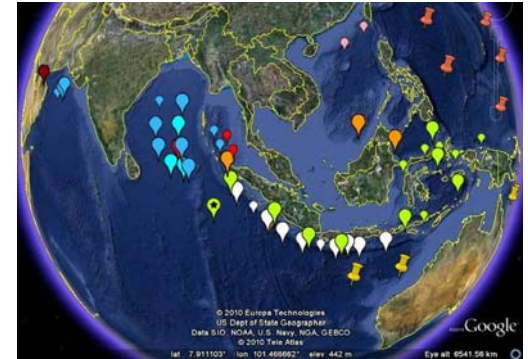 © 2010 Europa Technologies
US Dept of State Geographer
Data SIO, NOAA, U.S. Navy, NGA, GEBCO
© 2010 Tele Atlas
Google
lat 7.911103° lon 101.466662° elev 442 m
Eye alt 6541.56 km